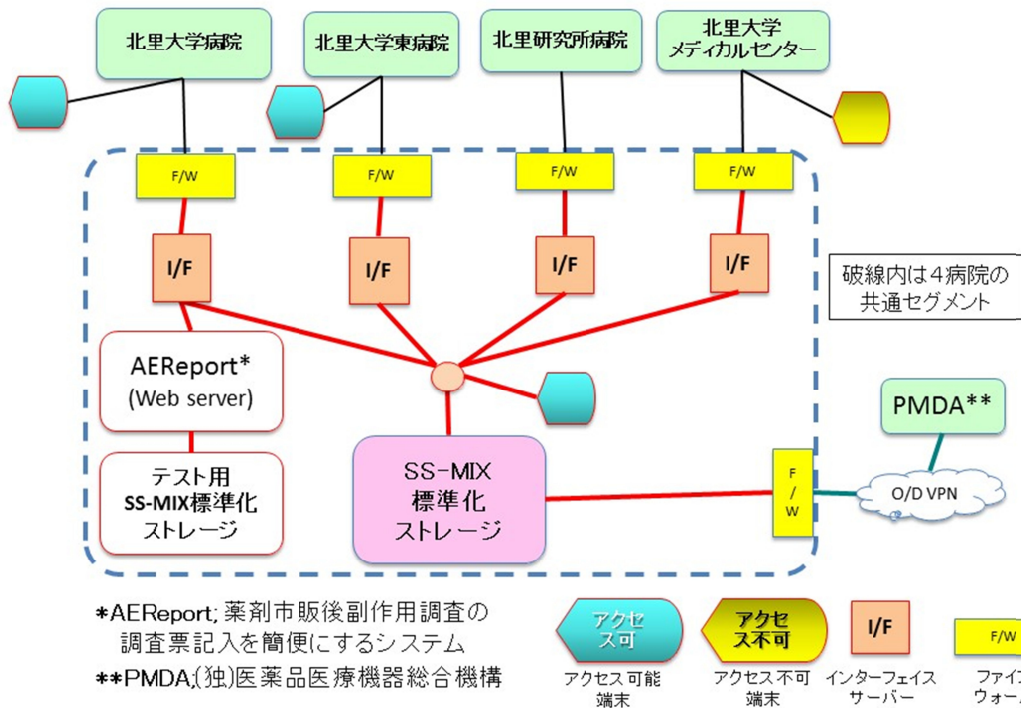 北里大学病院
北里大学東病院
北里研究所病院
北里大学
メディカルセンター
F/W
F/W
F/W
F/W
I/F
I/F
I/F
I/F
破線内は４病院の
共通セグメント
AEReport*
(Web server)
PMDA**
テスト用
SS-MIX標準化
ストレージ
SS-MIX
標準化
ストレージ
F
/
W
O/D VPN
*AEReport; 薬剤市販後副作用調査の
調査票記入を簡便にするシステム
**PMDA;(独)医薬品医療機器総合機構
アクセ
ス可
アクセ
ス不可
I/F
F/W
アクセス可能
端末
アクセス不可
端末
インターフェイス
サーバー
ファイア
ウォー